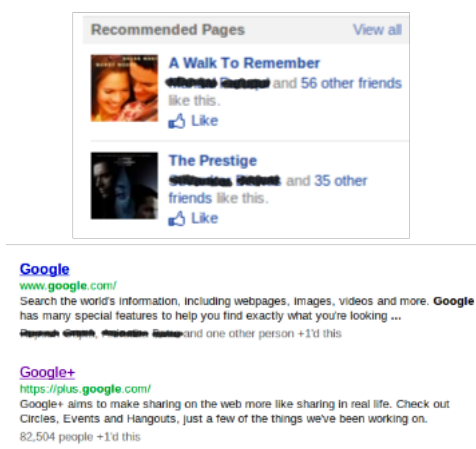 Recommended Pages View all
A Walk To Remember
and 56 other friends
like this.
Like
The Prestige
and 35 other
friends like this.
Like
Google
www.google.com/
Search the world's information, including webpages, images, videos and more. Google
has many special features to help you find exactly what you're looking ...
and one other person +1'd this
Google+
https://plus.google.com/
Google+ aims to make sharing on the web more like sharing in real life. Check out
Circles, Events and Hangouts, just a few of the things we've been working on.
82,504 people +1'd this